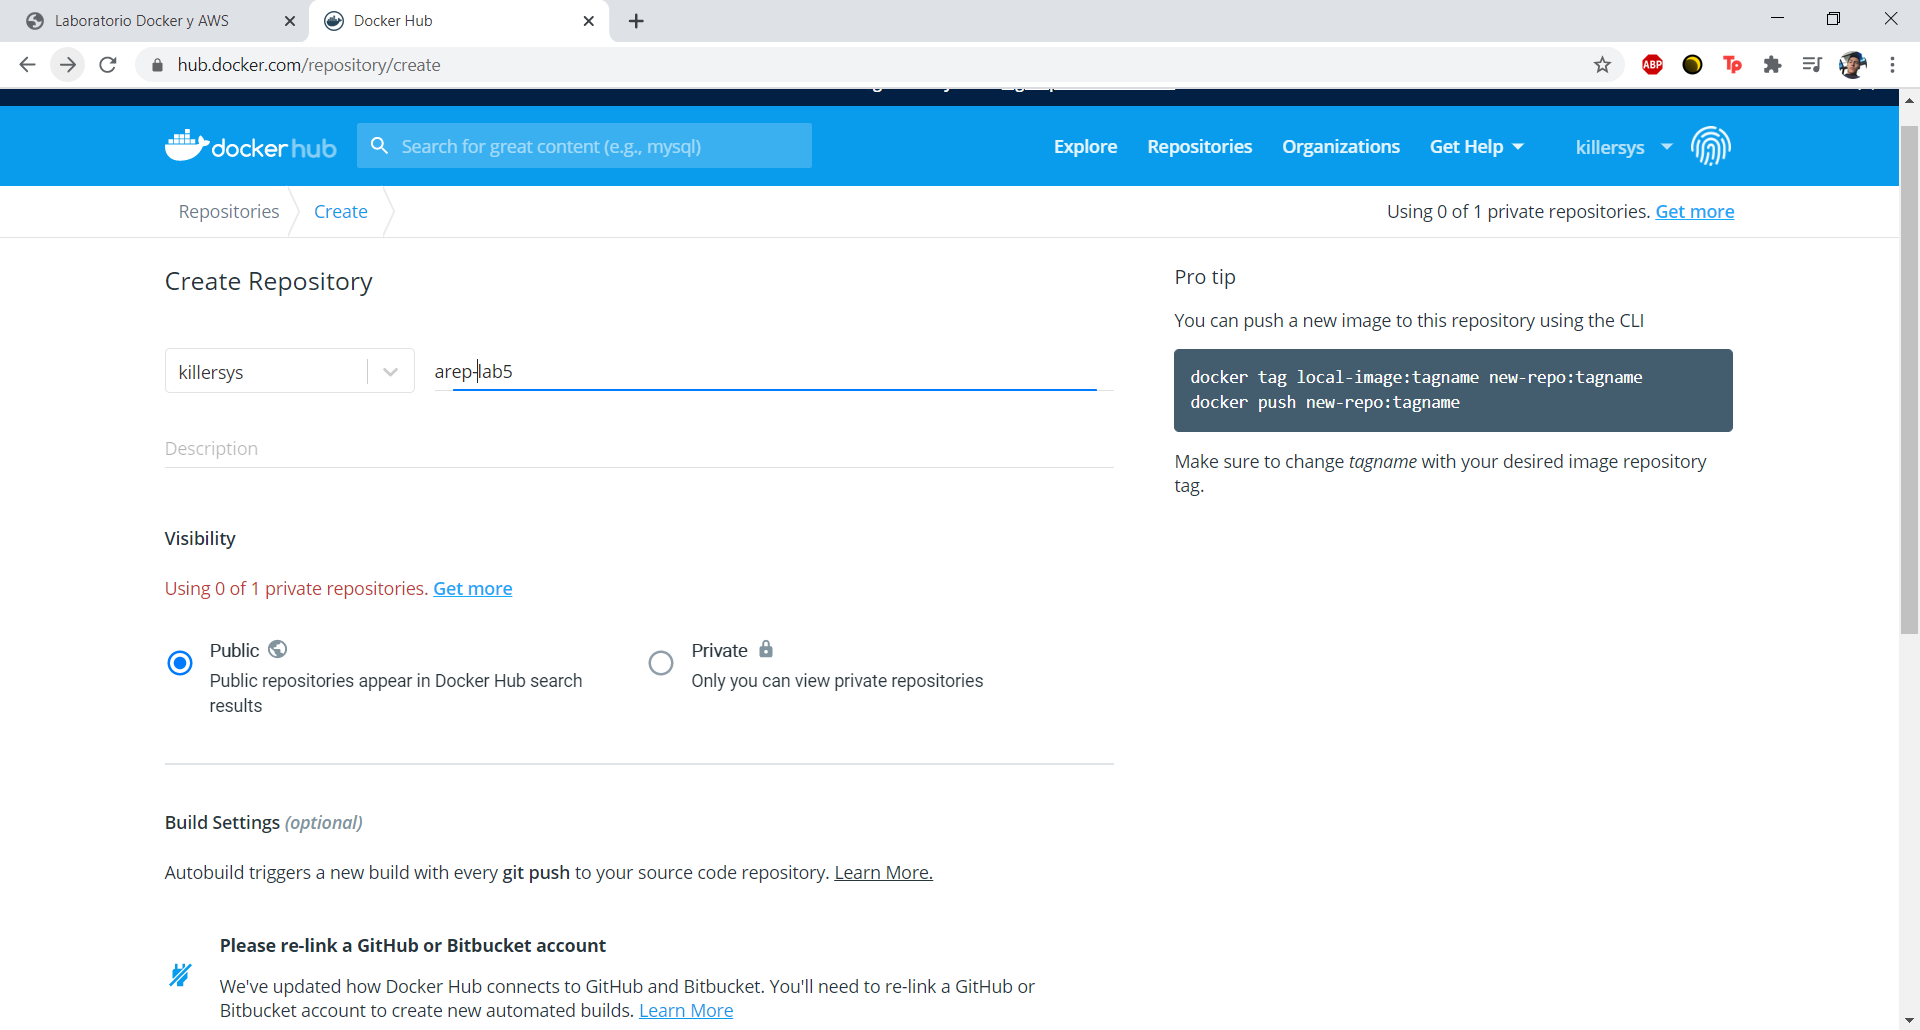 Laboratorio Docker y AWS
Docker Hub
hub.docker.com/repository/create
ABP
Tp
docker hub
Search for great content (e.g., mysql)
Explore
Repositories
Organizations
Get Help
killersys
Repositories
Create
Using 0 of 1 private repositories. Get more
Create Repository
killersys
arep-lab5
Description
Visibility
Using 0 of 1 private repositories. Get more
Public
Public repositories appear in Docker Hub search
results
Private
Only you can view private repositories
Build Settings (optional)
Autobuild triggers a new build with every git push to your source code repository. Learn More.
Please re-link a GitHub or Bitbucket account
We've updated how Docker Hub connects to GitHub and Bitbucket. You'll need to re-link a GitHub or
Bitbucket account to create new automated builds. Learn More
Pro tip
You can push a new image to this repository using the CLI
docker tag local-image:tagname new-repo:tagname
docker push new-repo:tagname
Make sure to change tagname with your desired image repository
tag.